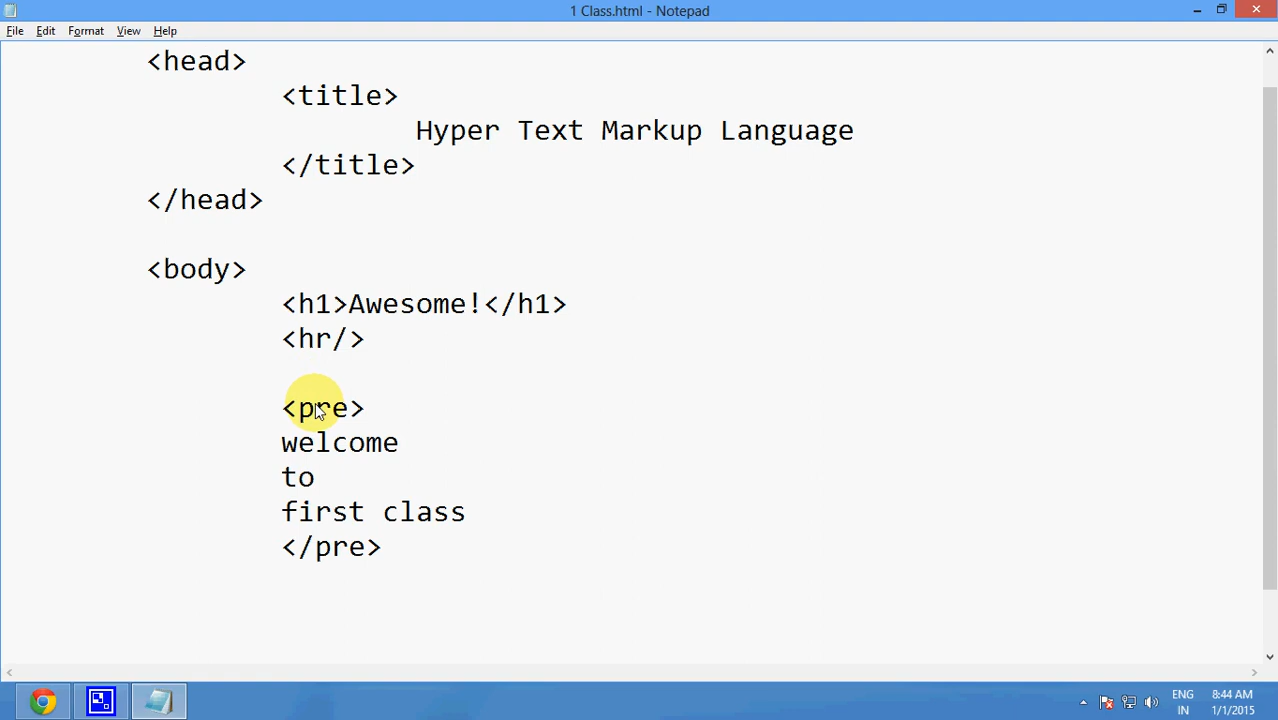 1 Class.html - Notepad
File Edit Format View Help
<head>
<title>
Hyper Text Markup Language
</title>
</head>
<body>
<h1>Awesome!</h1>
<hr/>
<pre>
welcome
to
first class
</pre>
ENG 8:44 AM
IN 1/1/2015